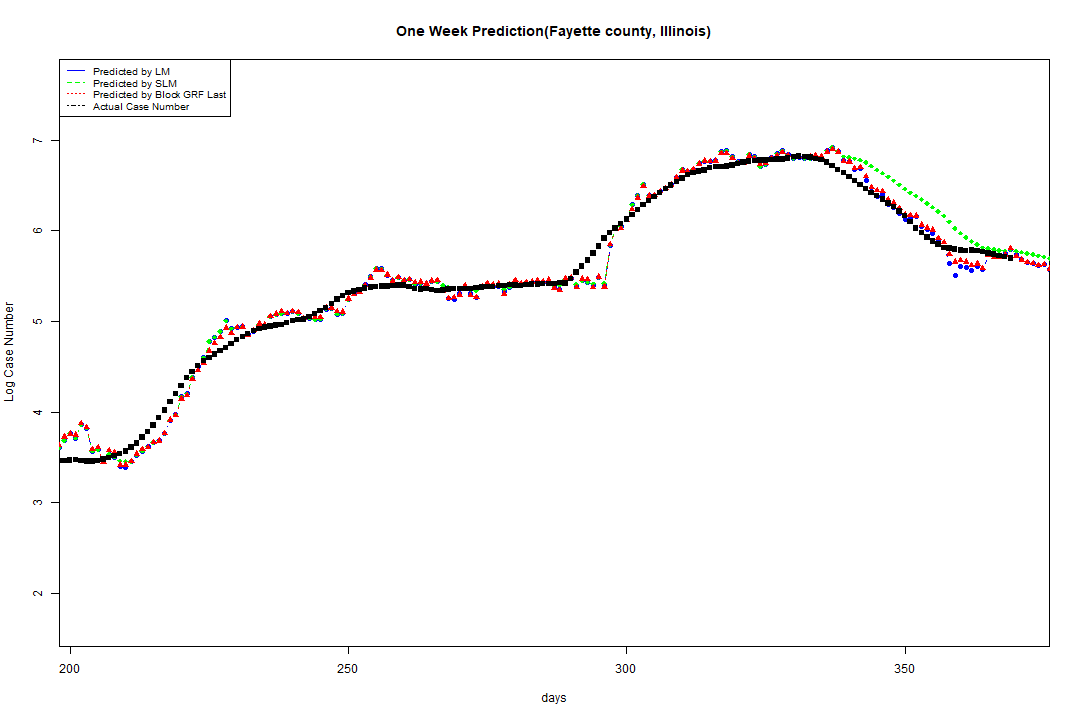 One Week Prediction(Fayette county, Illinois)
Predicted by LM
Predicted by SLM
Predicted by Block GRF Last
Actual Case Number
7
6
5
4
3
2
Log Case Number
200 250 300 350
days